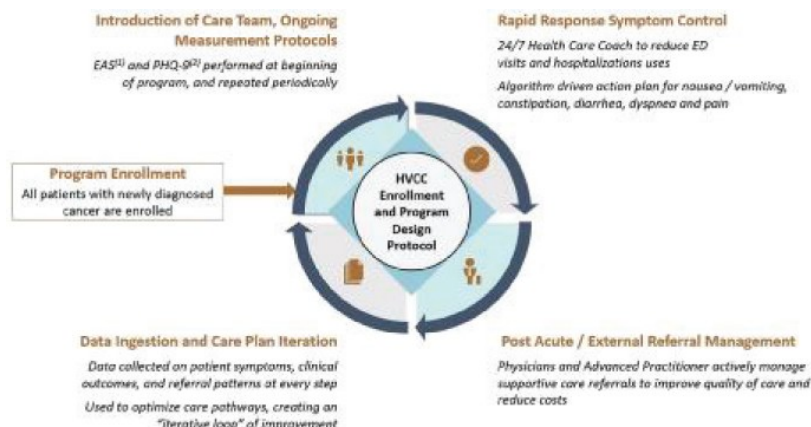 Introduction of Care Team, Ongoing
Measurement Protocols
EAS(1) and PHQ-9(2) performed at beginning
of program, and repeated periodically
Rapid Response Symptom Control
24/7 Health Care Coach to reduce ED
visits and hospitalizations uses
Algorithm driven action plan for nausea / vomiting,
constipation, diarrhea, dyspnea and pain
Program Enrollment
All patients with newly diagnosed
cancer are enrolled
HVCC
Enrollment
and Program
Design
Protocol
Data Ingestion and Care Plan Iteration
Data collected on patient symptoms, clinical
outcomes, and referral patterns at every step
Used to optimize care pathways, creating an
"iterative loop" of improvement
Post Acute / External Referral Management
Physicians and Advanced Practitioner actively manage
supportive care referrals to improve quality of care and
reduce costs